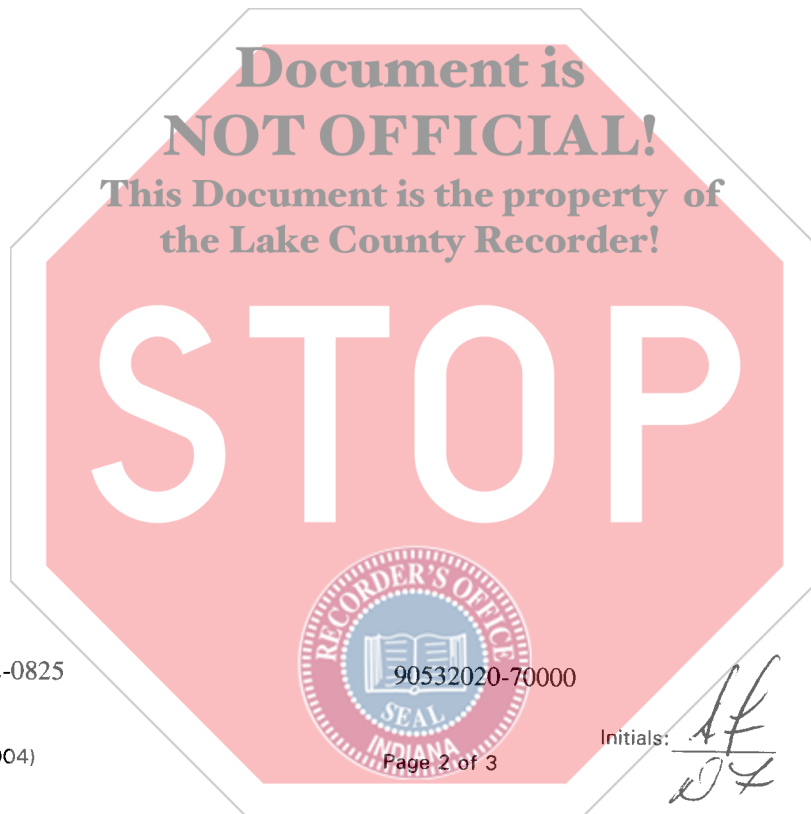 Document is
NOT OFFICIAL!
This Document is the property of
the Lake County Recorder!
STOP
RECORDER'S OFFICE
SEAL
INDIANA
-0825
90532020-70000
004)
Page 2 of 3
Initials: